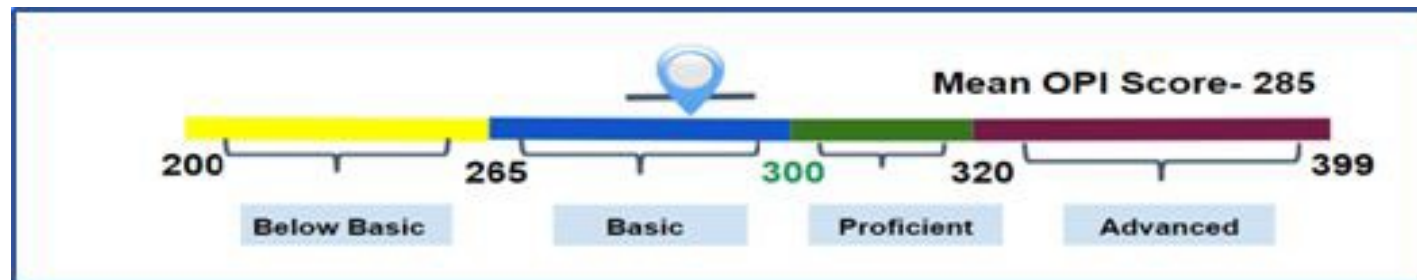 Mean OPI Score- 285
200 265 300 320 399
Below Basic Basic Proficient Advanced